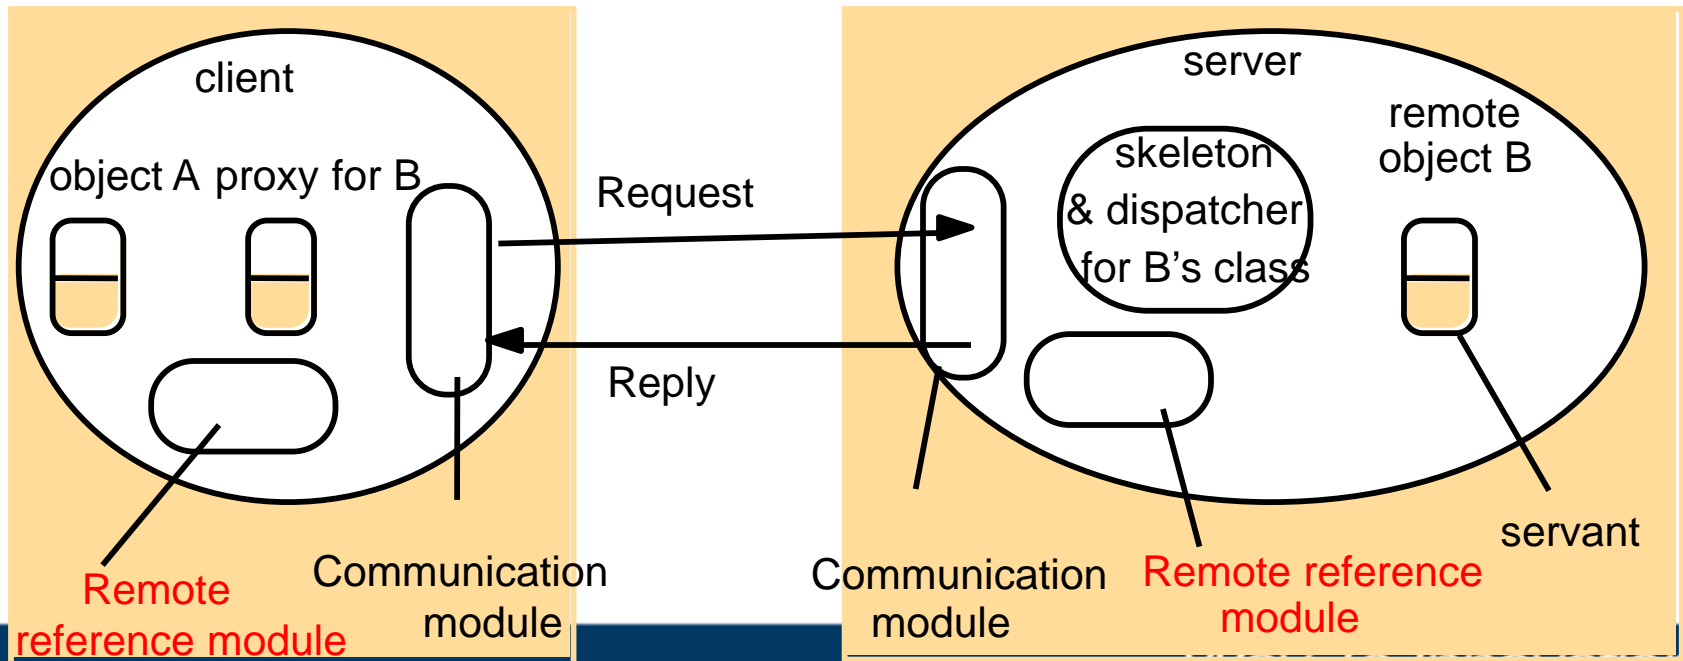 client
object A proxy for B
Remote
reference module
Communication
module
Request
Reply
server
skeleton
& dispatcher
for B’s class
remote
object B
servant
Communication
module
Remote reference
module